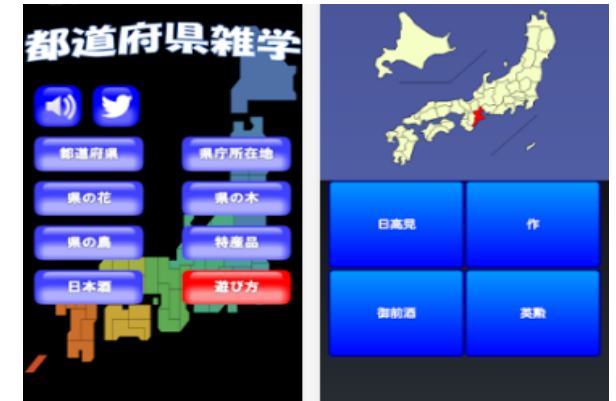 都道府県雑学
都道府県
県庁所在地
県の花
県の木
県の鳥
特産品
日本酒
遊び方
日高見
作
御前酒
英勲